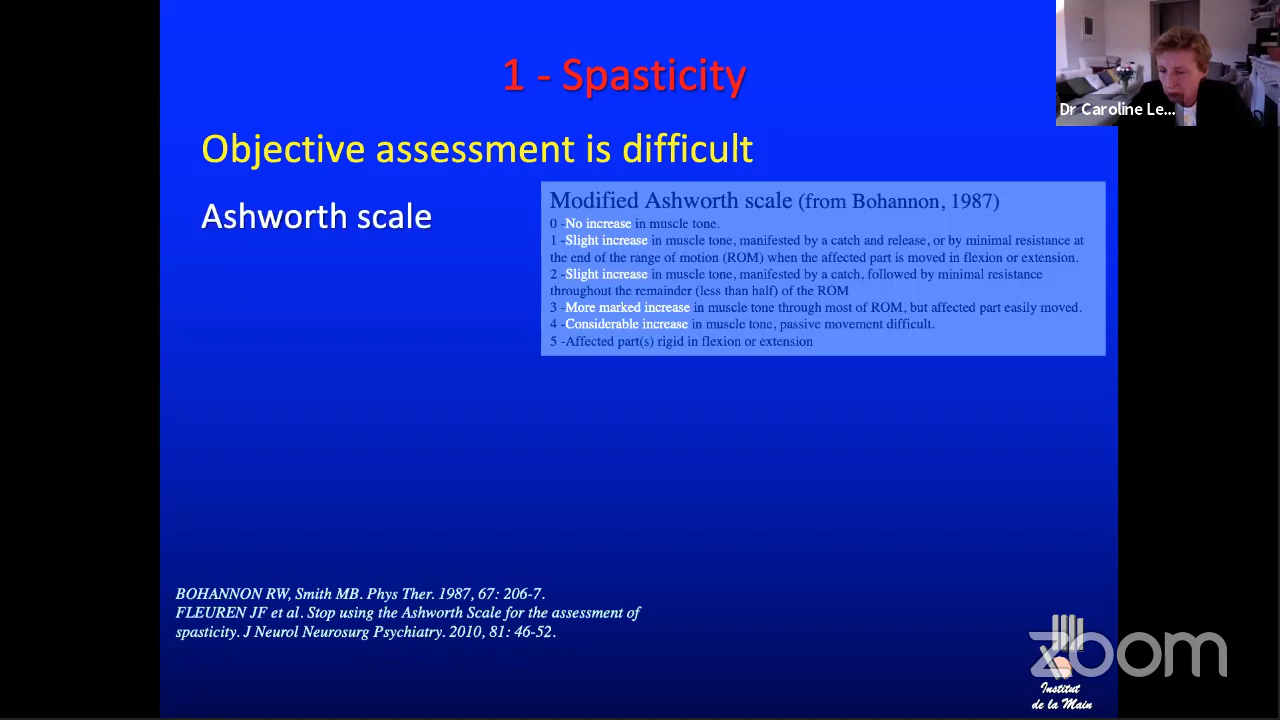 1 - Spasticity
Dr Caroline Le...
Objective assessment is difficult
Ashworth scale
Modified Ashworth scale (from Bohannon, 1987)
0 -No increase in muscle tone.
1 -Slight increase in muscle tone, manifested by a catch and release, or by minimal resistance at
the end of the range of motion (ROM) when the affected part is moved in flexion or extension.
2 -Slight increase in muscle tone, manifested by a catch, followed by minimal resistance
throughout the remainder (less than half) of the ROM
3 -More marked increase in muscle tone through most of ROM, but affected part easily moved.
4 -Considerable increase in muscle tone, passive movement difficult.
5 -Affected part(s) rigid in flexion or extension
BOHANNON RW, Smith MB. Phys Ther. 1987, 67: 206-7.
FLEUREN JF et al. Stop using the Ashworth Scale for the assessment of
spasticity. J Neurol Neurosurg Psychiatry. 2010, 81: 46-52.
zoom
Institut
de la Main